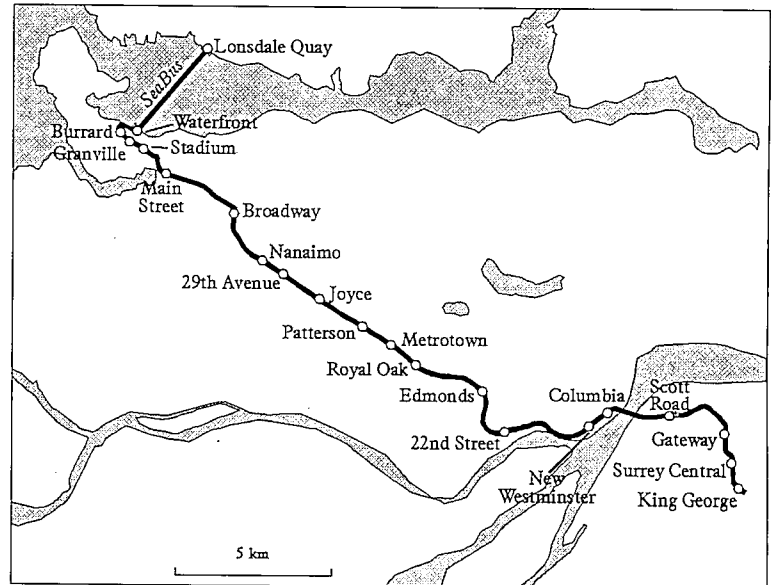 Lonsdale Quay
SeaBus
Waterfront
Burrard
Granville
Stadium
Main
Street
Broadway
Nanaimo
29th Avenue
Joyce
Patterson
Metrotown
Royal Oak
Edmonds
Columbia
Scott
Road
22nd Street
Gateway
New
Westminster
Surrey Central
King George
5 km